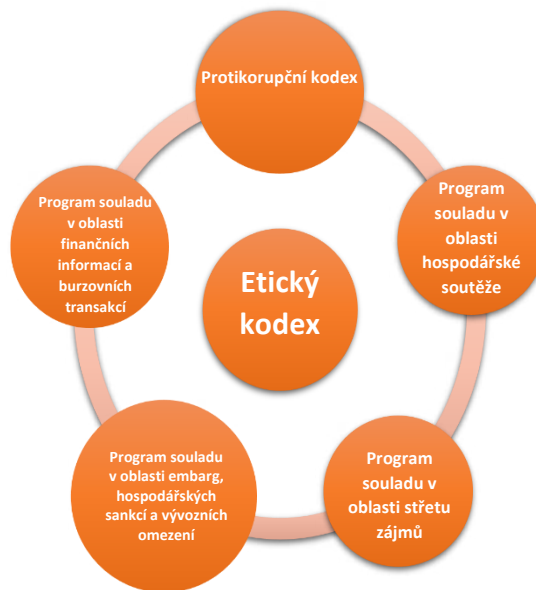 Protikorupční kodex
Program
souladu v
oblasti
hospodářské
soutěže
Program souladu
v oblasti
finančních
informací a
burzovních
transakcí
Etický
kodex
Program souladu
v oblasti embarg,
hospodářských
sankcí a vývozních
omezení
Program
souladu v
oblasti střetu
zájmů